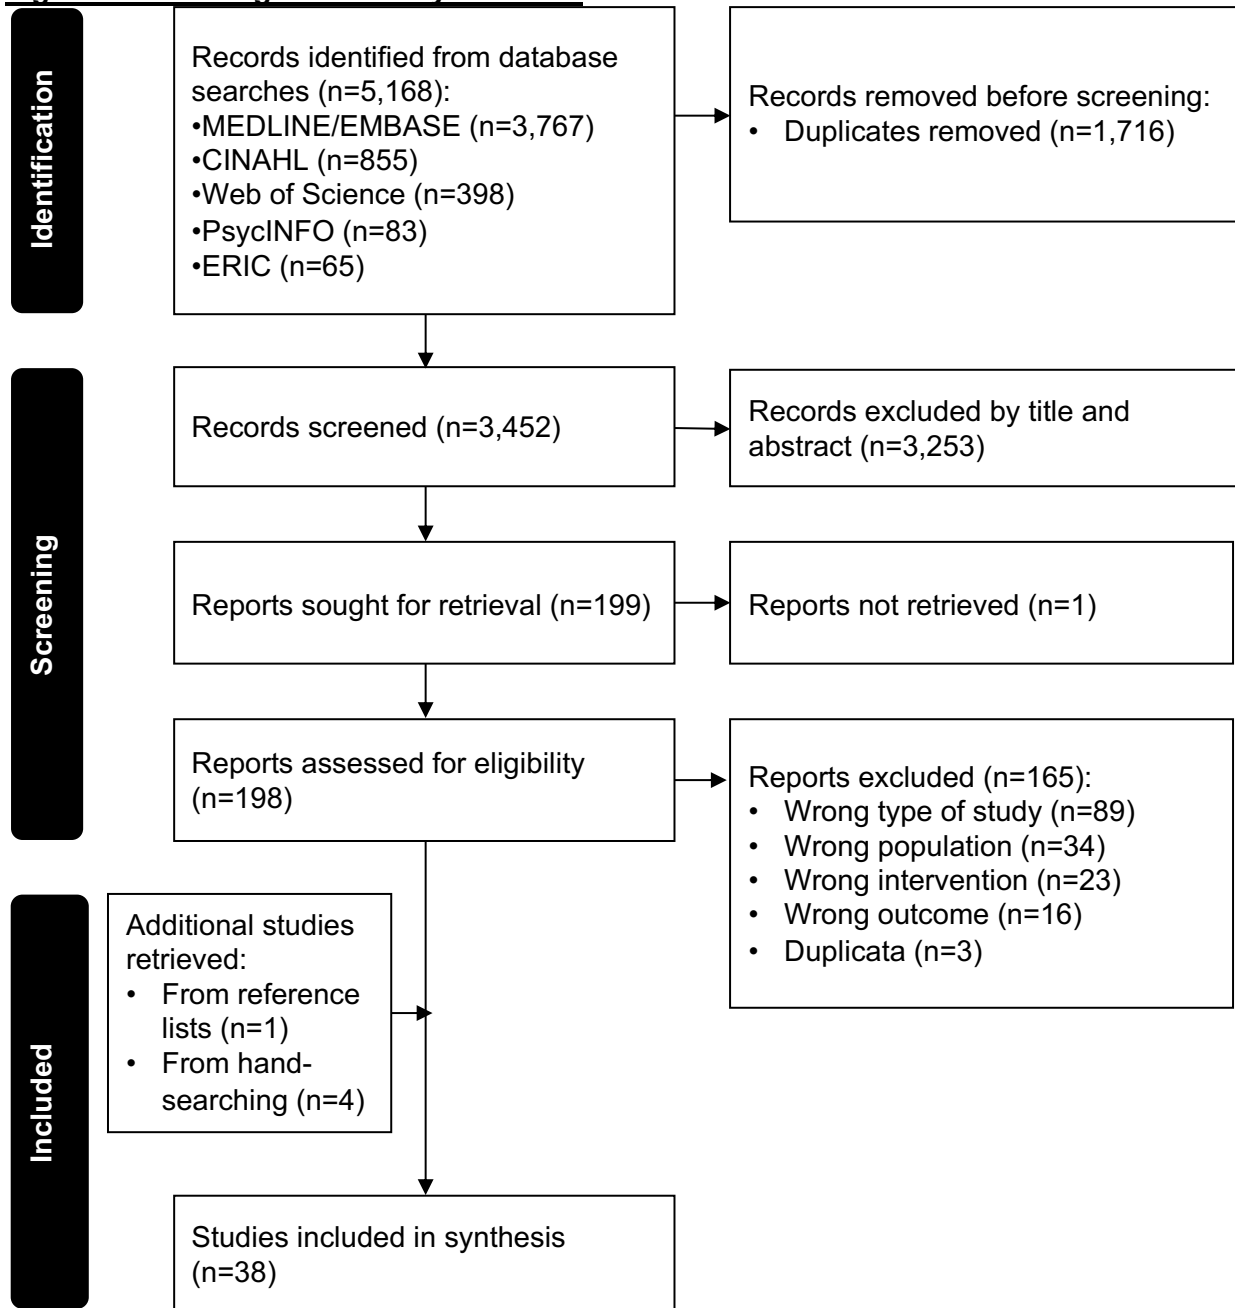 Identification
Records identified from database
searches (n=5,168):
•MEDLINE/EMBASE (n=3,767)
•CINAHL (n=855)
•Web of Science (n=398)
•PsycINFO (n=83)
•ERIC (n=65)
Records removed before screening:
• Duplicates removed (n=1,716)
Screening
Records screened (n=3,452)
Records excluded by title and
abstract (n=3,253)
Reports sought for retrieval (n=199)
Reports not retrieved (n=1)
Reports assessed for eligibility
(n=198)
Reports excluded (n=165):
• Wrong type of study (n=89)
• Wrong population (n=34)
• Wrong intervention (n=23)
• Wrong outcome (n=16)
• Duplicata (n=3)
Included
Additional studies
retrieved:
• From reference
lists (n=1)
• From hand-
searching (n=4)
Studies included in synthesis
(n=38)